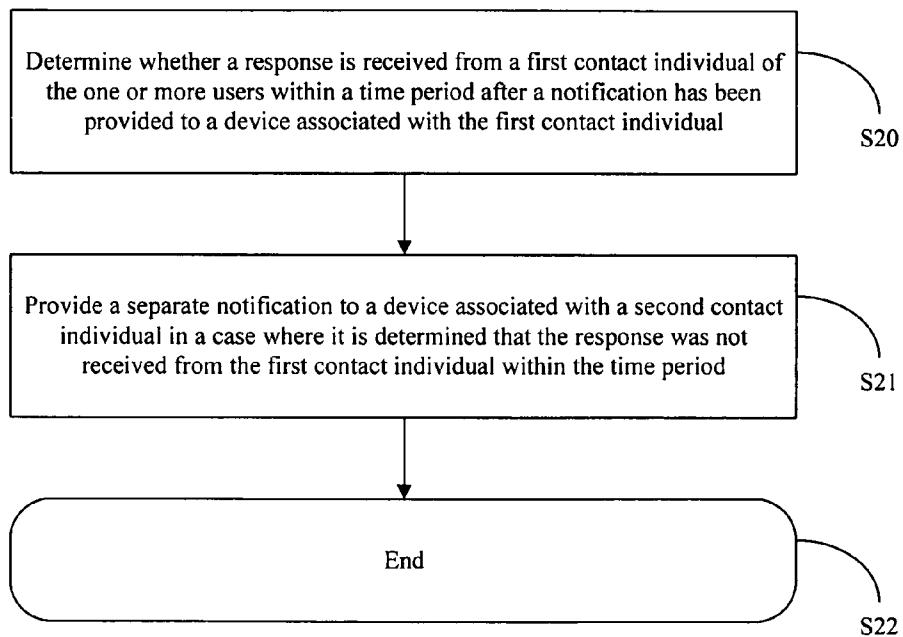 Determine whether a response is received from a first contact individual of
the one or more users within a time period after a notification has been
provided to a device associated with the first contact individual
S20
Provide a separate notification to a device associated with a second contact
individual in a case where it is determined that the response was not
received from the first contact individual within the time period
S21
End
S22